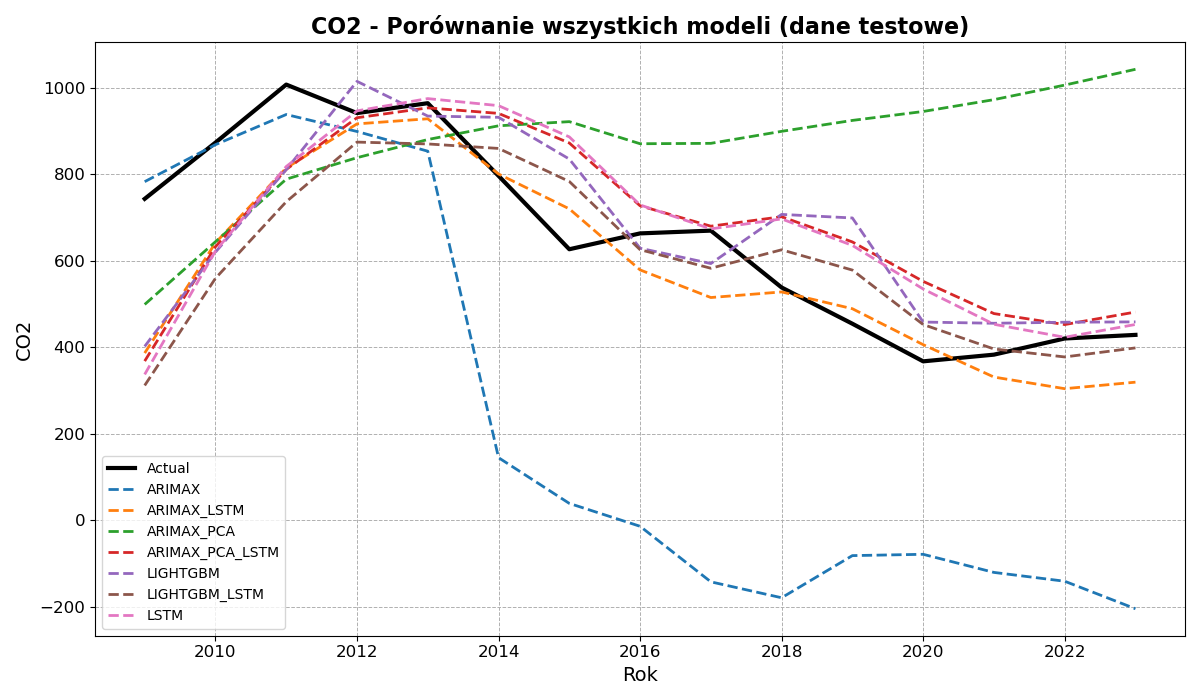 CO2 - Porównanie wszystkich modeli (dane testowe)
CO2
1000
800
600
400
200
0
−200
Actual
ARIMAX
ARIMAX_LSTM
ARIMAX_PCA
ARIMAX_PCA_LSTM
LIGHTGBM
LIGHTGBM_LSTM
LSTM
2010 2012 2014 2016 2018 2020 2022
Rok